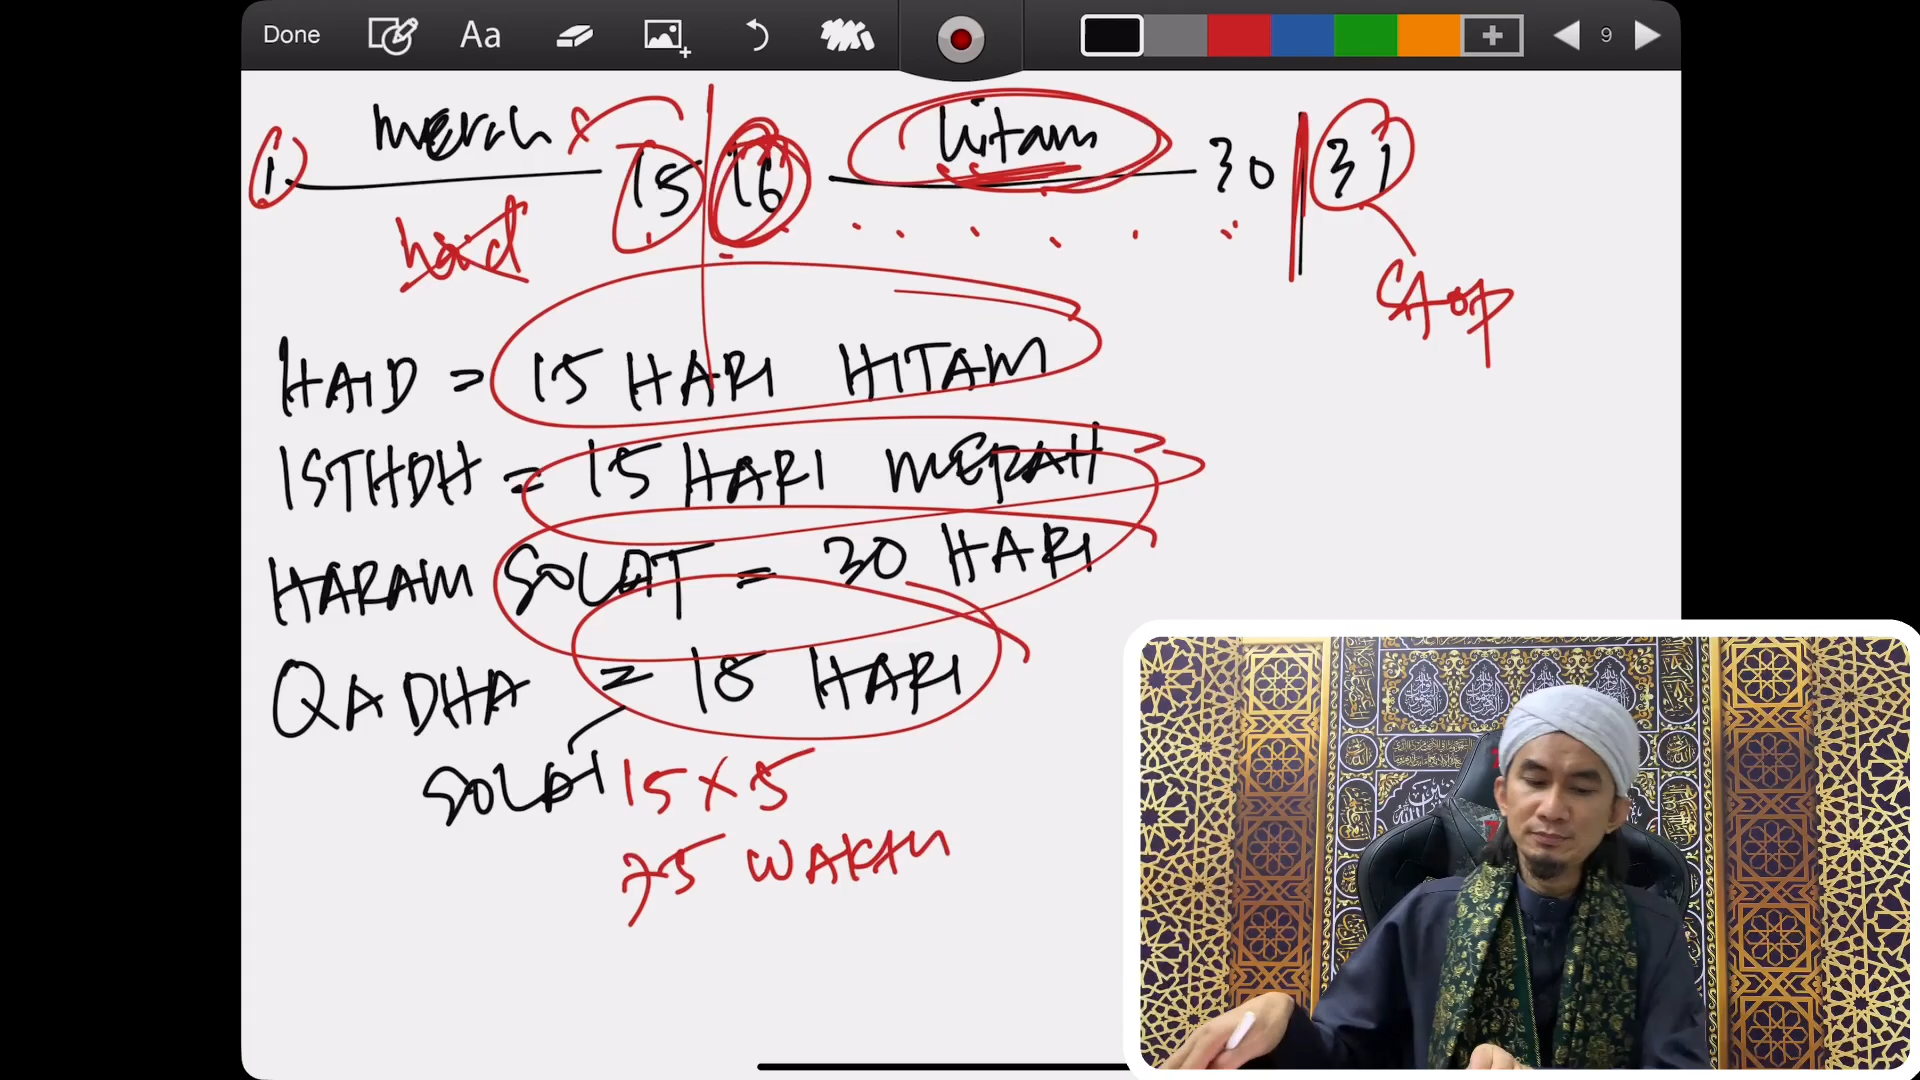 Done Aa 9
merah hitam
1 15 16 30 31
haid
stop
HAID = 15 HARI HITAM
ISTHDH = 15 HARI MERAH
HARAM SOLAT = 30 HARI
QADHA = 15 HARI
SOLAT 15 x 5
75 WAKTU